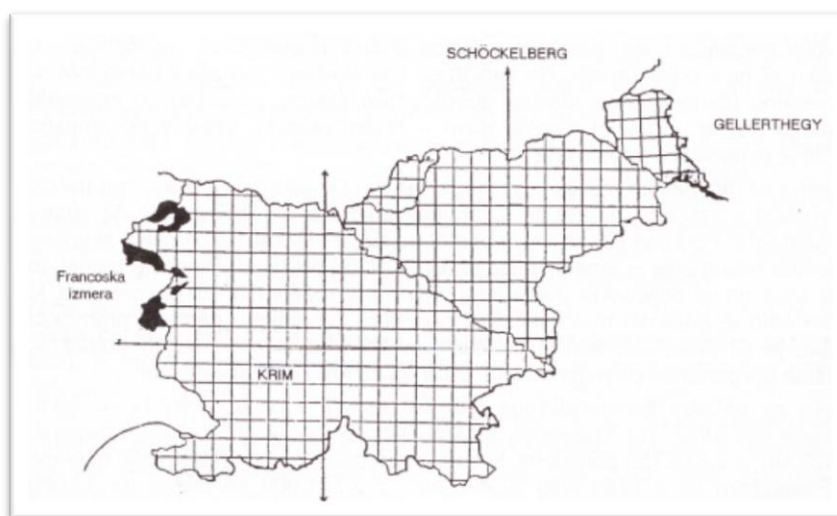 SCHÖCKELBERG
GELLERTHEGY
Francoska
izmera
KRIM